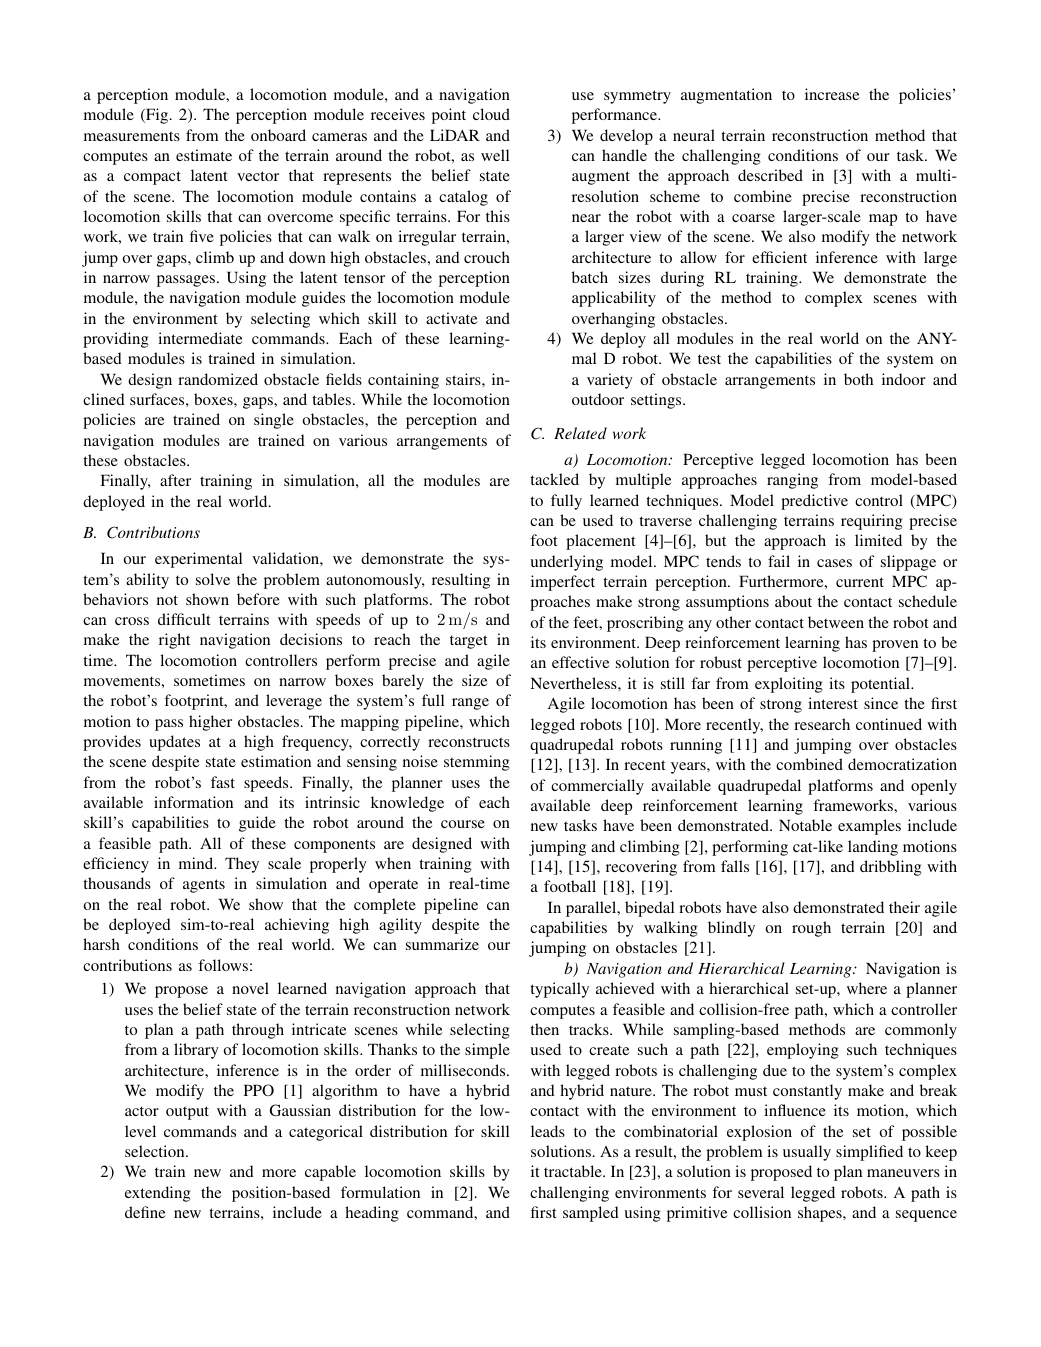 a perception module, a locomotion module, and a navigation
module (Fig. 2). The perception module receives point cloud
measurements from the onboard cameras and the LiDAR and
computes an estimate of the terrain around the robot, as well
as a compact latent vector that represents the belief state
of the scene. The locomotion module contains a catalog of
locomotion skills that can overcome specific terrains. For this
work, we train five policies that can walk on irregular terrain,
jump over gaps, climb up and down high obstacles, and crouch
in narrow passages. Using the latent tensor of the perception
module, the navigation module guides the locomotion module
in the environment by selecting which skill to activate and
providing intermediate commands. Each of these learning-
based modules is trained in simulation.
We design randomized obstacle fields containing stairs, in-
clined surfaces, boxes, gaps, and tables. While the locomotion
policies are trained on single obstacles, the perception and
navigation modules are trained on various arrangements of
these obstacles.
Finally, after training in simulation, all the modules are
deployed in the real world.
B. Contributions
In our experimental validation, we demonstrate the sys-
tem's ability to solve the problem autonomously, resulting in
behaviors not shown before with such platforms. The robot
can cross difficult terrains with speeds of up to 2 m/s and
make the right navigation decisions to reach the target in
time. The locomotion controllers perform precise and agile
movements, sometimes on narrow boxes barely the size of
the robot's footprint, and leverage the system's full range of
motion to pass higher obstacles. The mapping pipeline, which
provides updates at a high frequency, correctly reconstructs
the scene despite state estimation and sensing noise stemming
from the robot's fast speeds. Finally, the planner uses the
available information and its intrinsic knowledge of each
skill's capabilities to guide the robot around the course on
a feasible path. All of these components are designed with
efficiency in mind. They scale properly when training with
thousands of agents in simulation and operate in real-time
on the real robot. We show that the complete pipeline can
be deployed sim-to-real achieving high agility despite the
harsh conditions of the real world. We can summarize our
contributions as follows:
1) We propose a novel learned navigation approach that
uses the belief state of the terrain reconstruction network
to plan a path through intricate scenes while selecting
from a library of locomotion skills. Thanks to the simple
architecture, inference is in the order of milliseconds.
We modify the PPO [1] algorithm to have a hybrid
actor output with a Gaussian distribution for the low-
level commands and a categorical distribution for skill
selection.
2) We train new and more capable locomotion skills by
extending the position-based formulation in [2]. We
define new terrains, include a heading command, and
use symmetry augmentation to increase the policies'
performance.
3) We develop a neural terrain reconstruction method that
can handle the challenging conditions of our task. We
augment the approach described in [3] with a multi-
resolution scheme to combine precise reconstruction
near the robot with a coarse larger-scale map to have
a larger view of the scene. We also modify the network
architecture to allow for efficient inference with large
batch sizes during RL training. We demonstrate the
applicability of the method to complex scenes with
overhanging obstacles.
4) We deploy all modules in the real world on the ANY-
mal D robot. We test the capabilities of the system on
a variety of obstacle arrangements in both indoor and
outdoor settings.
C. Related work
a) Locomotion: Perceptive legged locomotion has been
tackled by multiple approaches ranging from model-based
to fully learned techniques. Model predictive control (MPC)
can be used to traverse challenging terrains requiring precise
foot placement [4]–[6], but the approach is limited by the
underlying model. MPC tends to fail in cases of slippage or
imperfect terrain perception. Furthermore, current MPC ap-
proaches make strong assumptions about the contact schedule
of the feet, proscribing any other contact between the robot and
its environment. Deep reinforcement learning has proven to be
an effective solution for robust perceptive locomotion [7]–[9].
Nevertheless, it is still far from exploiting its potential.
Agile locomotion has been of strong interest since the first
legged robots [10]. More recently, the research continued with
quadrupedal robots running [11] and jumping over obstacles
[12], [13]. In recent years, with the combined democratization
of commercially available quadrupedal platforms and openly
available deep reinforcement learning frameworks, various
new tasks have been demonstrated. Notable examples include
jumping and climbing [2], performing cat-like landing motions
[14], [15], recovering from falls [16], [17], and dribbling with
a football [18], [19].
In parallel, bipedal robots have also demonstrated their agile
capabilities by walking blindly on rough terrain [20] and
jumping on obstacles [21].
b) Navigation and Hierarchical Learning: Navigation is
typically achieved with a hierarchical set-up, where a planner
computes a feasible and collision-free path, which a controller
then tracks. While sampling-based methods are commonly
used to create such a path [22], employing such techniques
with legged robots is challenging due to the system's complex
and hybrid nature. The robot must constantly make and break
contact with the environment to influence its motion, which
leads to the combinatorial explosion of the set of possible
solutions. As a result, the problem is usually simplified to keep
it tractable. In [23], a solution is proposed to plan maneuvers in
challenging environments for several legged robots. A path is
first sampled using primitive collision shapes, and a sequence